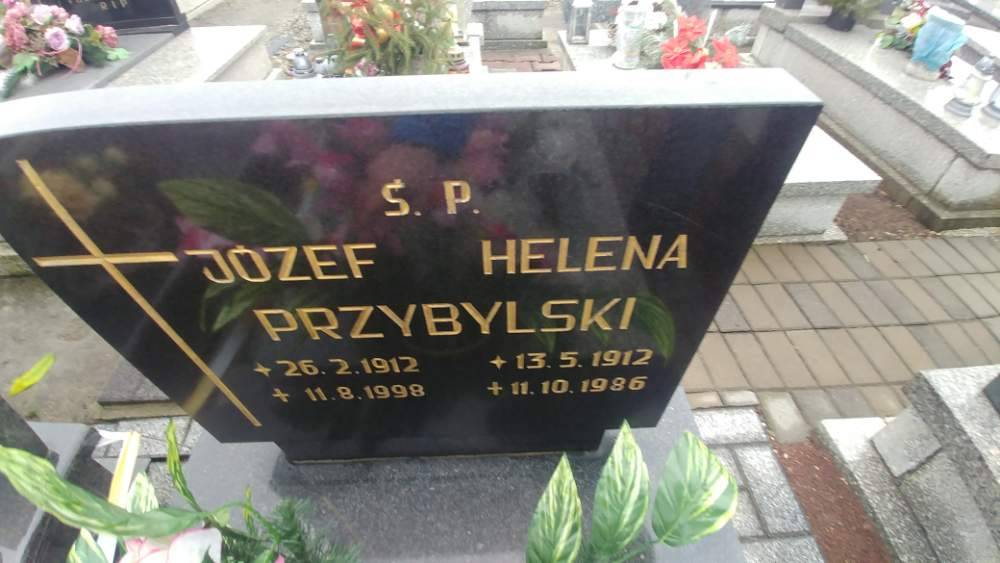 Ś. P.
JÓZEF HELENA
PRZYBYLSKI
26.2.1912 13.5.1912
11.8.1998 11.10.1986